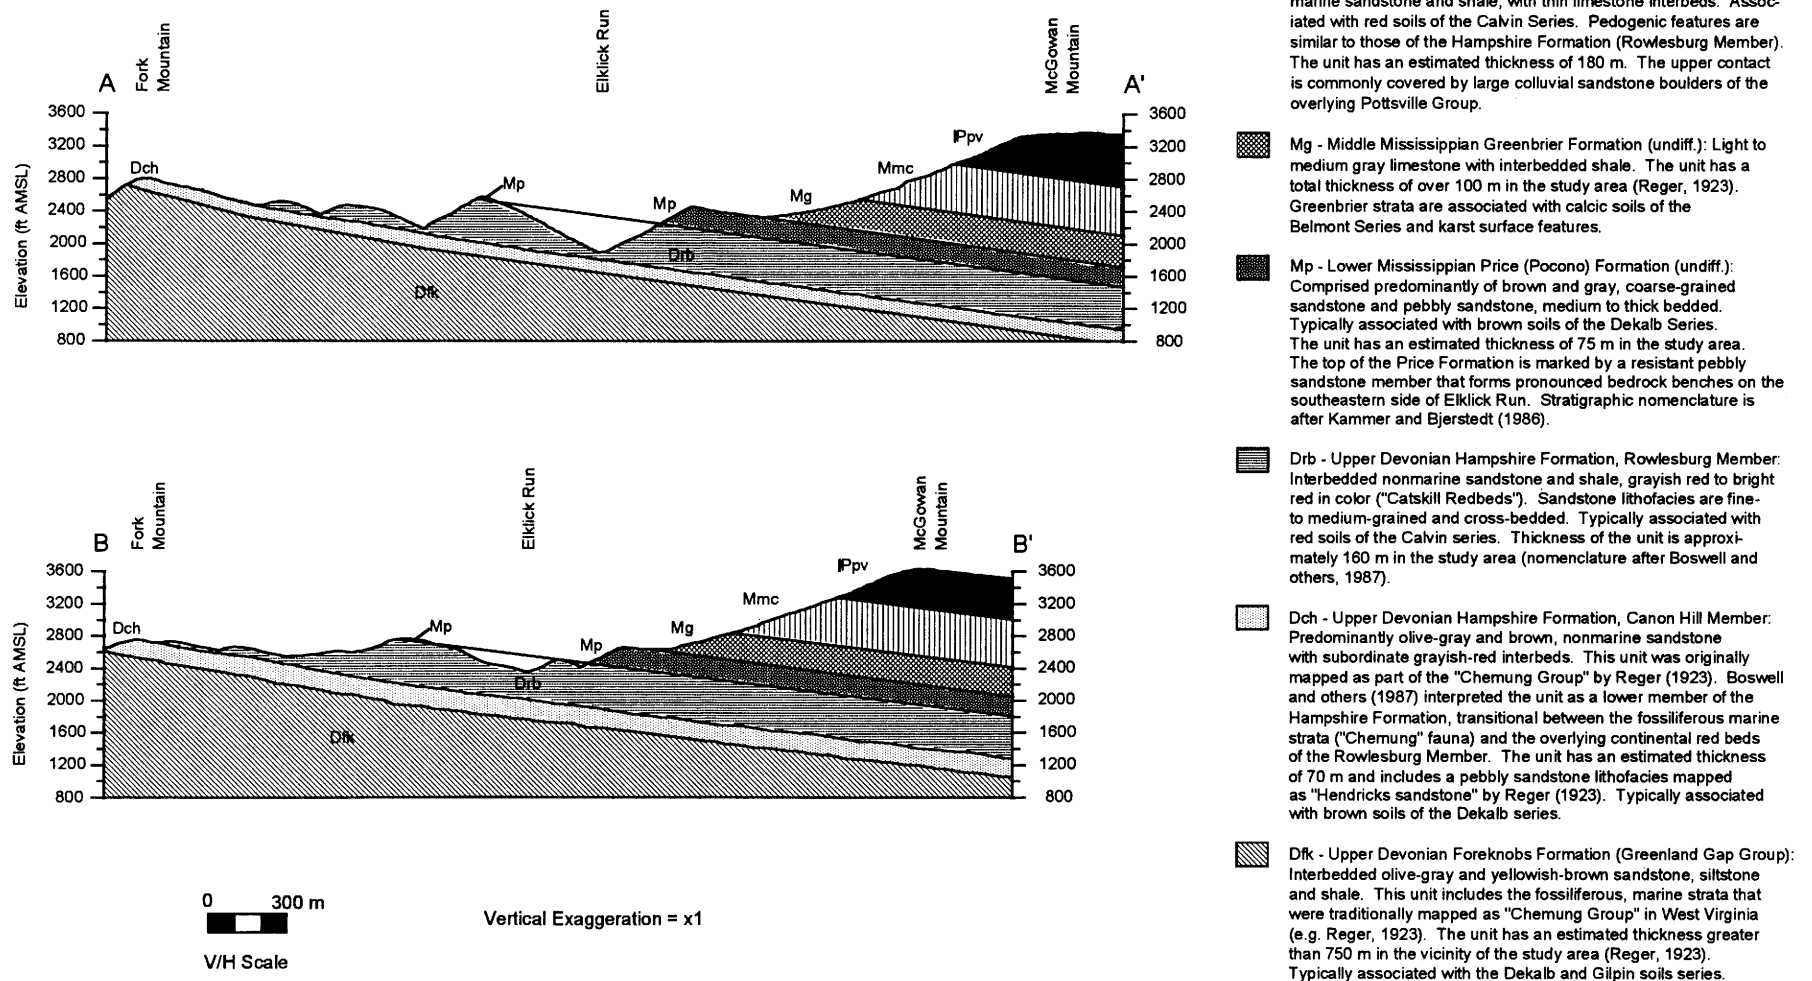 Fork
Mountain
Elklick Run
McGowan
Mountain
A
A'
Elevation (ft AMSL)
3600
3200
2800
2400
2000
1600
1200
800
Dch
Mp
Mp
Mg
Mmc
IPpv
Drb
Dfk
3600
3200
2800
2400
2000
1600
1200
800
Fork
Mountain
Elklick Run
McGowan
Mountain
B
B'
Elevation (ft AMSL)
3600
3200
2800
2400
2000
1600
1200
800
Dch
Mp
Mp
Mg
Mmc
IPpv
Drb
Dfk
3600
3200
2800
2400
2000
1600
1200
800
0 300 m
V/H Scale
Vertical Exaggeration = x1
marine sandstone and shale, with thin limestone interbeds. Assoc-
iated with red soils of the Calvin Series. Pedogenic features are
similar to those of the Hampshire Formation (Rowlesburg Member).
The unit has an estimated thickness of 180 m. The upper contact
is commonly covered by large colluvial sandstone boulders of the
overlying Pottsville Group.
Mg - Middle Mississippian Greenbrier Formation (undiff.): Light to
medium gray limestone with interbedded shale. The unit has a
total thickness of over 100 m in the study area (Reger, 1923).
Greenbrier strata are associated with calcic soils of the
Belmont Series and karst surface features.
Mp - Lower Mississippian Price (Pocono) Formation (undiff.):
Comprised predominantly of brown and gray, coarse-grained
sandstone and pebbly sandstone, medium to thick bedded.
Typically associated with brown soils of the Dekalb Series.
The unit has an estimated thickness of 75 m in the study area.
The top of the Price Formation is marked by a resistant pebbly
sandstone member that forms pronounced bedrock benches on the
southeastern side of Elklick Run. Stratigraphic nomenclature is
after Kammer and Bjerstedt (1986).
Drb - Upper Devonian Hampshire Formation, Rowlesburg Member:
Interbedded nonmarine sandstone and shale, grayish red to bright
red in color ("Catskill Redbeds"). Sandstone lithofacies are fine-
to medium-grained and cross-bedded. Typically associated with
red soils of the Calvin series. Thickness of the unit is approxi-
mately 160 m in the study area (nomenclature after Boswell and
others, 1987).
Dch - Upper Devonian Hampshire Formation, Canon Hill Member:
Predominantly olive-gray and brown, nonmarine sandstone
with subordinate grayish-red interbeds. This unit was originally
mapped as part of the "Chemung Group" by Reger (1923). Boswell
and others (1987) interpreted the unit as a lower member of the
Hampshire Formation, transitional between the fossiliferous marine
strata ("Chemung" fauna) and the overlying continental red beds
of the Rowlesburg Member. The unit has an estimated thickness
of 70 m and includes a pebbly sandstone lithofacies mapped
as "Hendricks sandstone" by Reger (1923). Typically associated
with brown soils of the Dekalb series.
Dfk - Upper Devonian Foreknobs Formation (Greenland Gap Group):
Interbedded olive-gray and yellowish-brown sandstone, siltstone
and shale. This unit includes the fossiliferous, marine strata that
were traditionally mapped as "Chemung Group" in West Virginia
(e.g. Reger, 1923). The unit has an estimated thickness greater
than 750 m in the vicinity of the study area (Reger, 1923).
Typically associated with the Dekalb and Gilpin soils series.